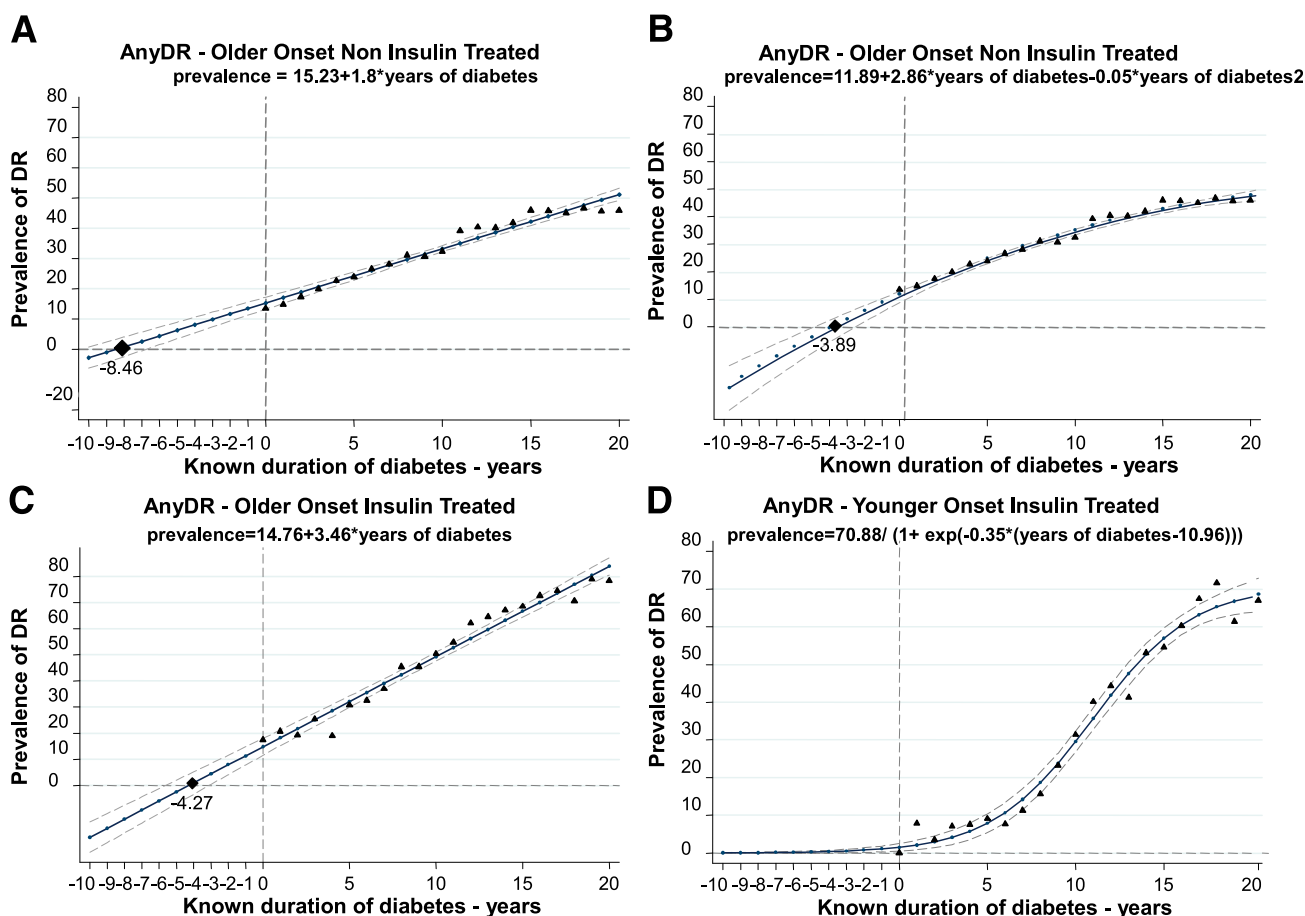 A
AnyDR - Older Onset Non Insulin Treated
prevalence = 15.23+1.8*years of diabetes
Prevalence of DR
80
70
60
50
40
30
20
10
0
-20
-8.46
-10 -9 -8 -7 -6 -5 -4 -3 -2 -1 0 5 10 15 20
Known duration of diabetes - years
B
AnyDR - Older Onset Non Insulin Treated
prevalence=11.89+2.86*years of diabetes-0.05*years of diabetes2
Prevalence of DR
80
70
60
50
40
30
20
10
0
-3.89
-10 -9 -8 -7 -6 -5 -4 -3 -2 -1 0 5 10 15 20
Known duration of diabetes - years
C
AnyDR - Older Onset Insulin Treated
prevalence=14.76+3.46*years of diabetes
Prevalence of DR
80
70
60
50
40
30
20
10
0
-4.27
-10 -9 -8 -7 -6 -5 -4 -3 -2 -1 0 5 10 15 20
Known duration of diabetes - years
D
AnyDR - Younger Onset Insulin Treated
prevalence=70.88/ (1+ exp(-0.35*(years of diabetes-10.96)))
Prevalence of DR
80
70
60
50
40
30
20
10
0
-10 -9 -8 -7 -6 -5 -4 -3 -2 -1 0 5 10 15 20
Known duration of diabetes - years